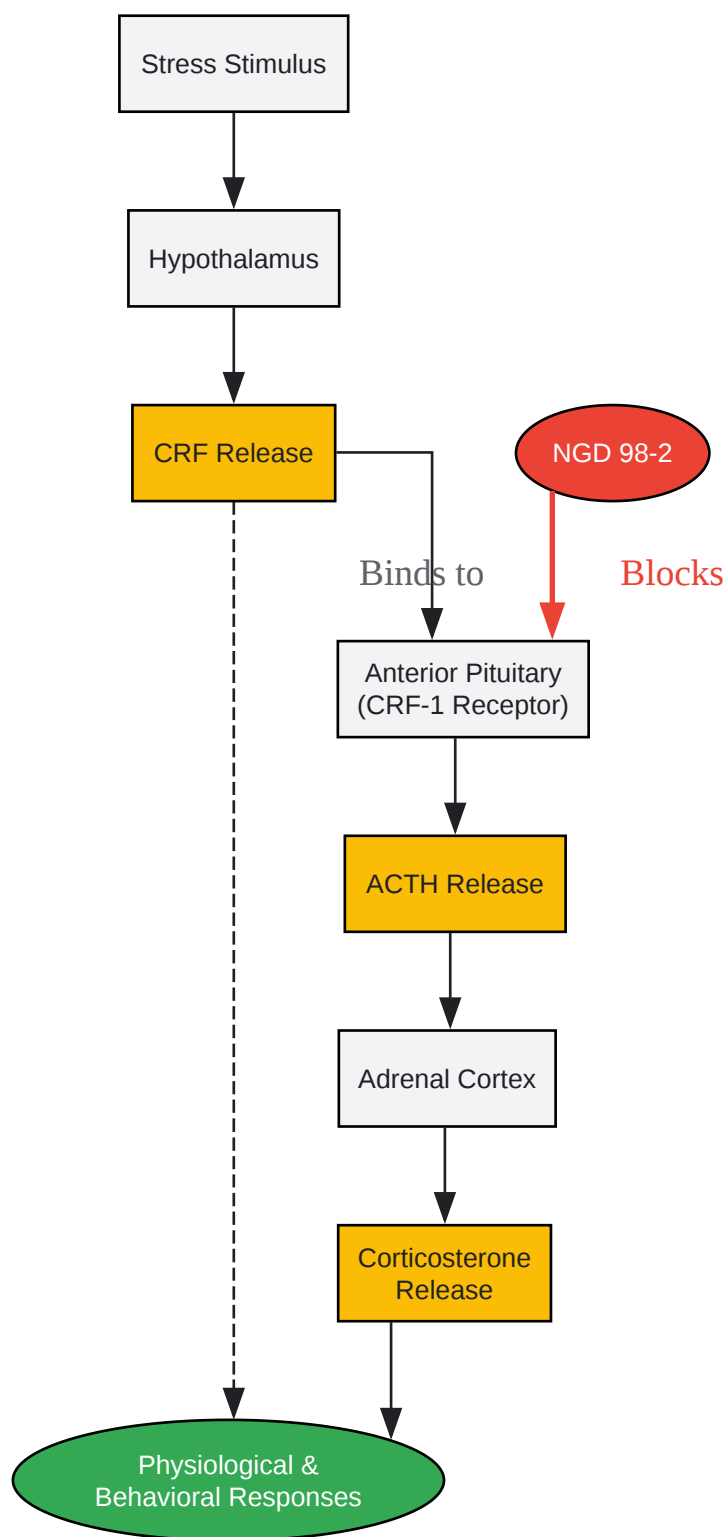 Stress Stimulus
Hypothalamus
CRF Release
NGD 98-2
Binds to
Blocks
Anterior Pituitary
(CRF-1 Receptor)
ACTH Release
Adrenal Cortex
Corticosterone
Release
Physiological &
Behavioral Responses